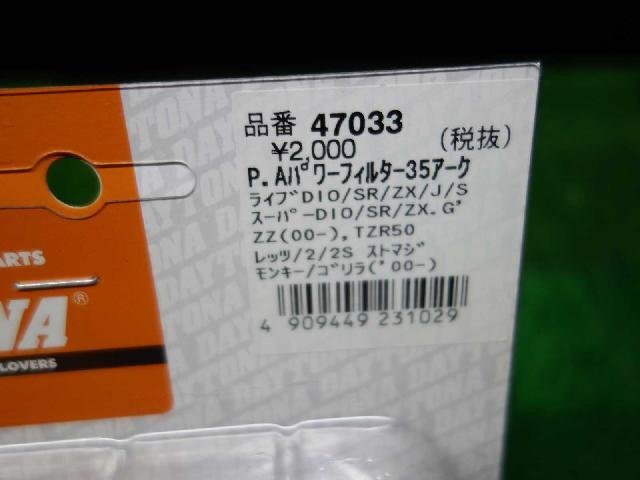 品番 47033
¥2,000 (税抜)
P.Aパワーフィルター35アーク
ライブDIO/SR/ZX/J/S
スーパーDIO/SR/ZX.G'
ZZ(00-),TZR50
レッツ/2/2S ストマジ
モンキー/ゴリラ('00-)
4 909449 231029
ARTS
NA®
LOVERS
DAYTONA DAYTONA